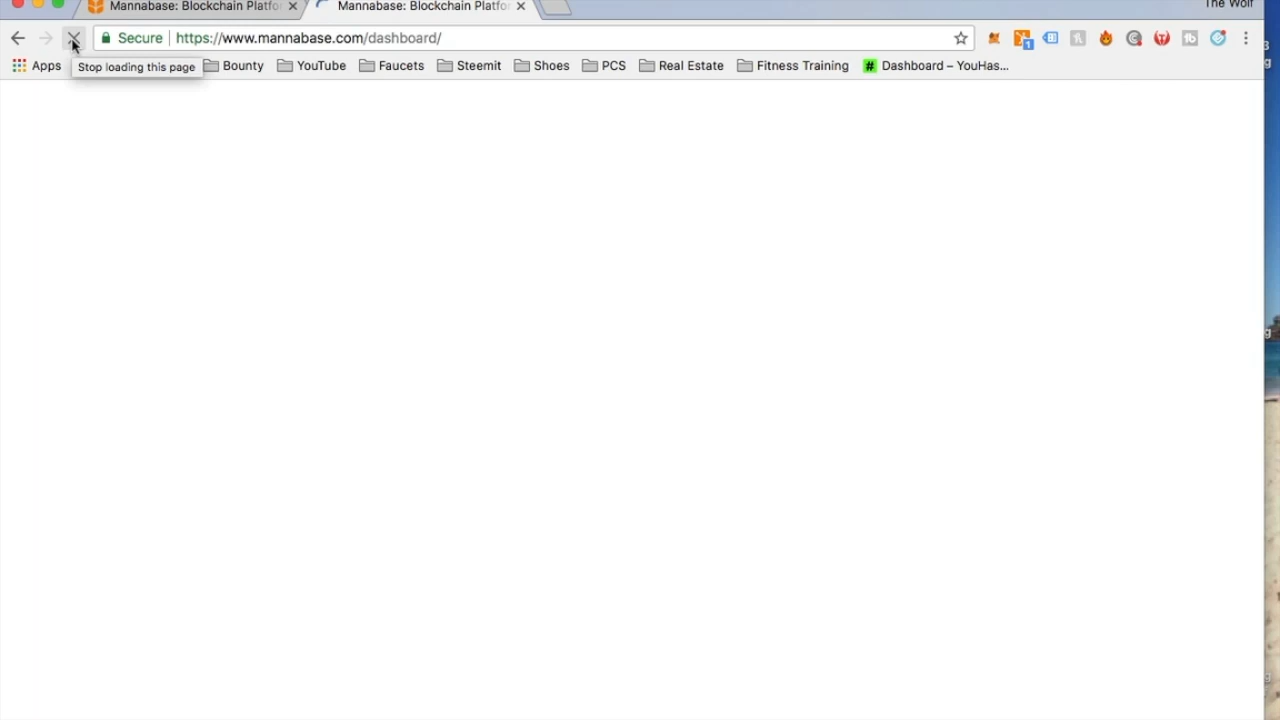 Mannabase: Blockchain Platfo
Mannabase: Blockchain Platfo
The Wolf
Secure
https://www.mannabase.com/dashboard/
1
Apps
Stop loading this page
Bounty
YouTube
Faucets
Steemit
Shoes
PCS
Real Estate
Fitness Training
# Dashboard – YouHas...